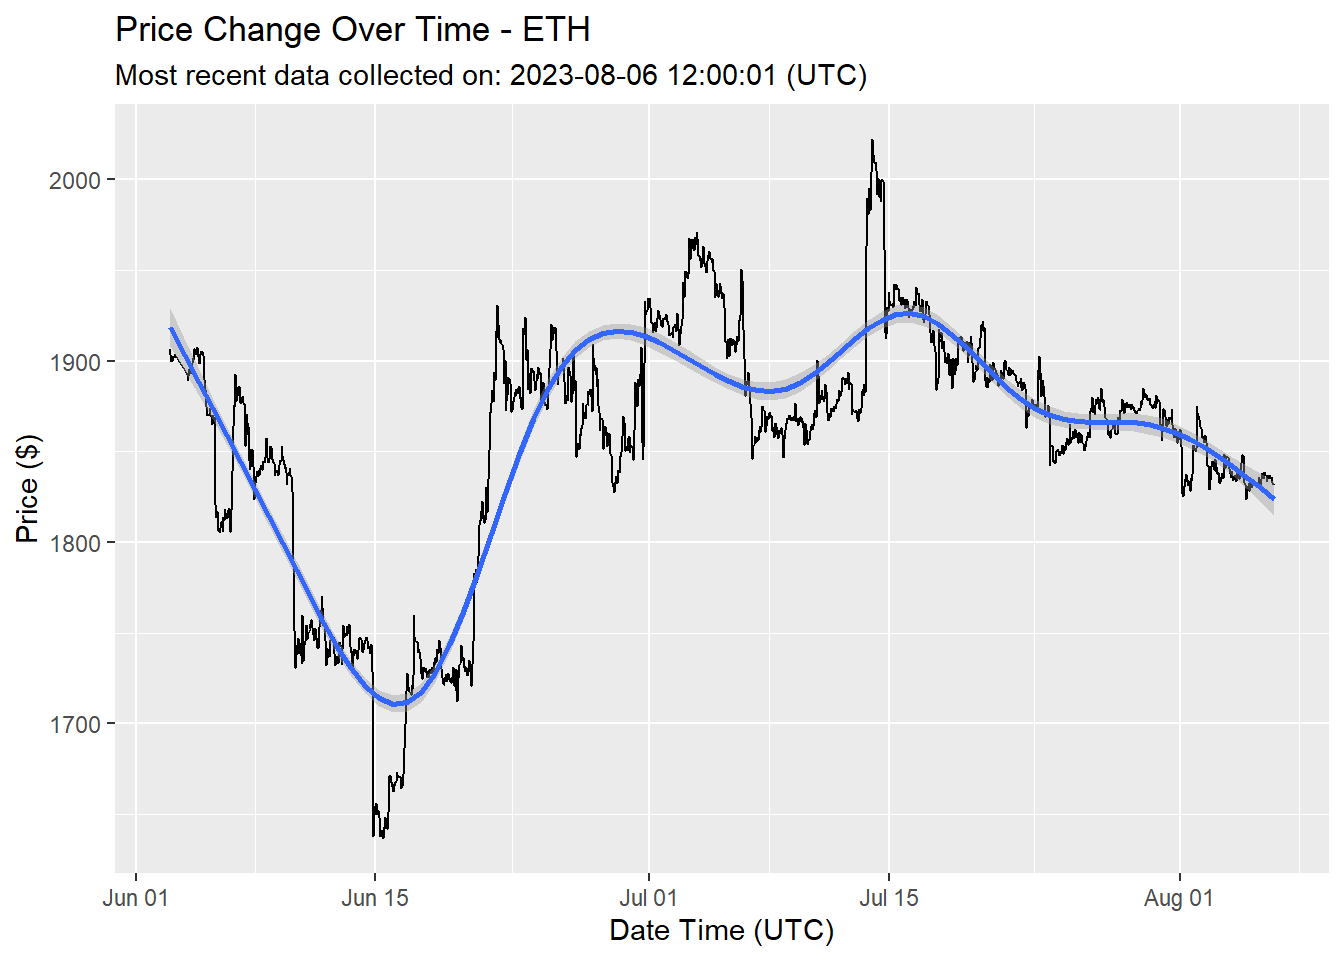 Price Change Over Time - ETH
Most recent data collected on: 2023-08-06 12:00:01 (UTC)
2000
1900
1800
1700
Price ($)
Jun 01
Jun 15
Jul 01
Jul 15
Aug 01
Date Time (UTC)